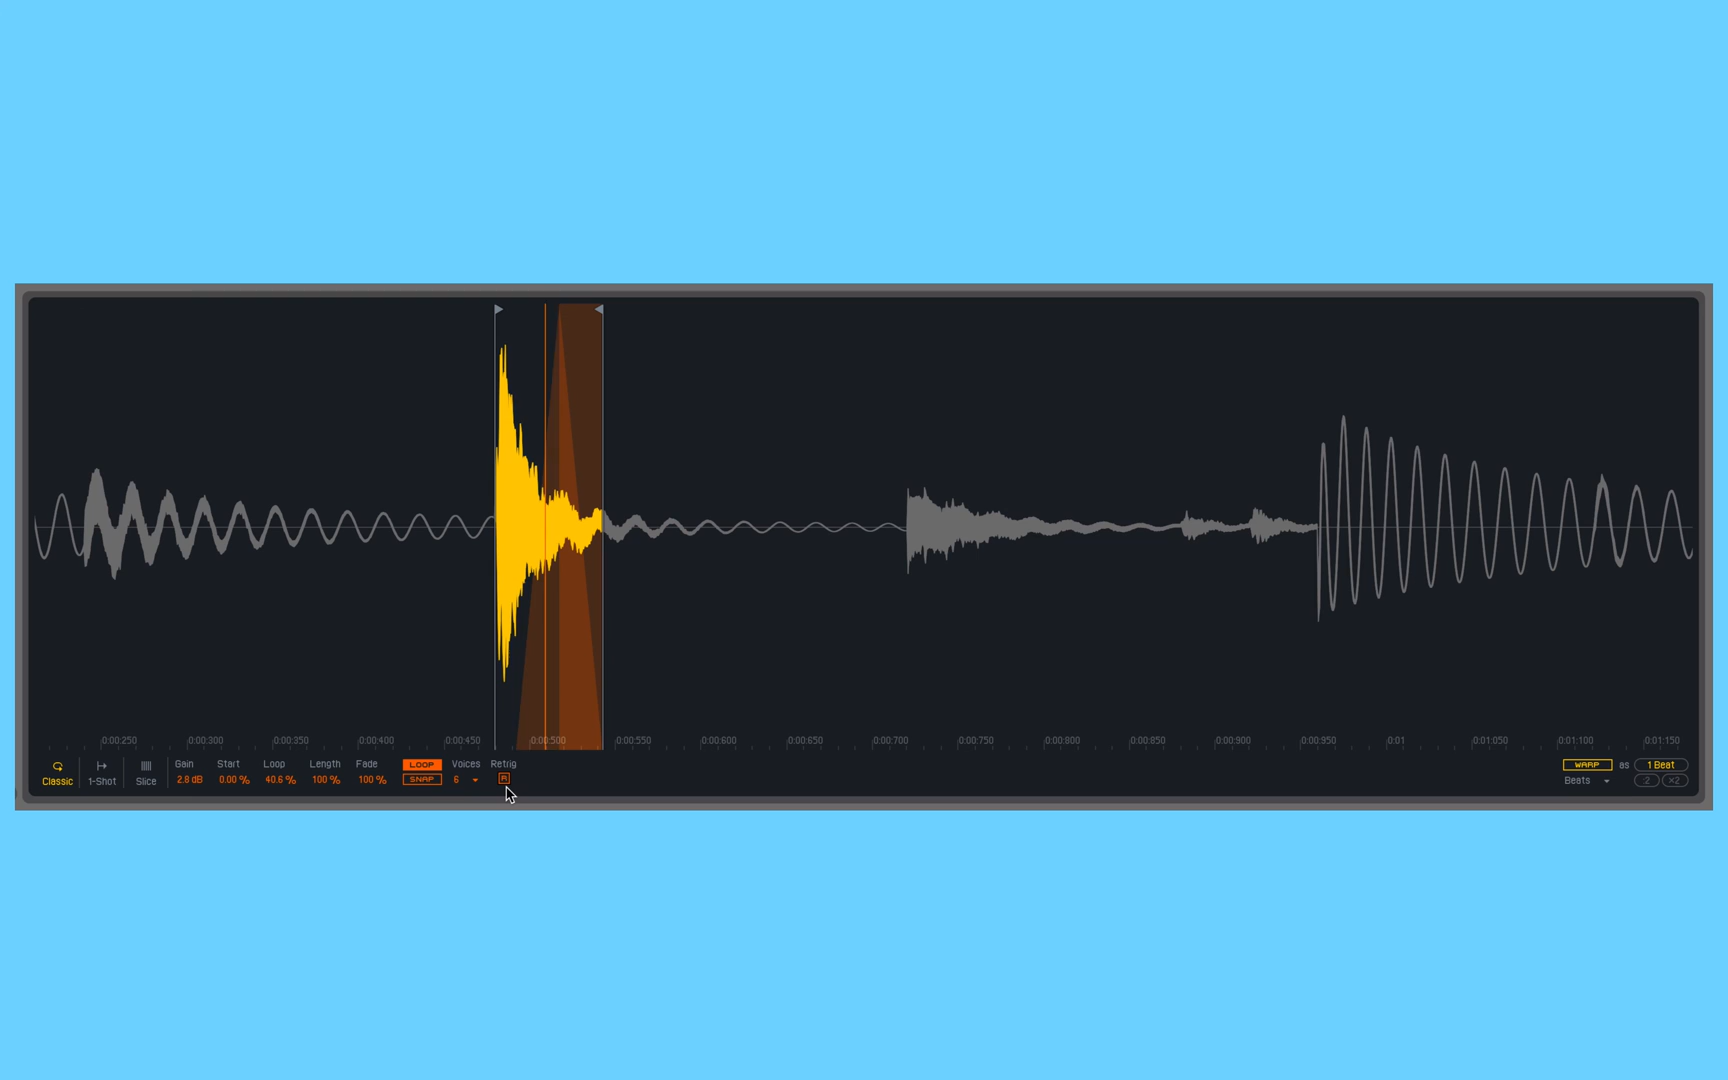 0:00:250 0:00:300 0:00:350 0:00:400 0:00:450 0:00:500 0:00:550 0:00:600 0:00:650 0:00:700 0:00:750 0:00:800 0:00:850 0:00:900 0:00:950 0:01 0:01:050 0:01:100 0:01:150
Gain Start Loop Length Fade LOOP Voices Retrig WARP as 1 Beat
Classic 1-Shot Slice 2.8 dB 0.00 % 40.6 % 100 % 100 % SNAP 6 R Beats :2 ×2